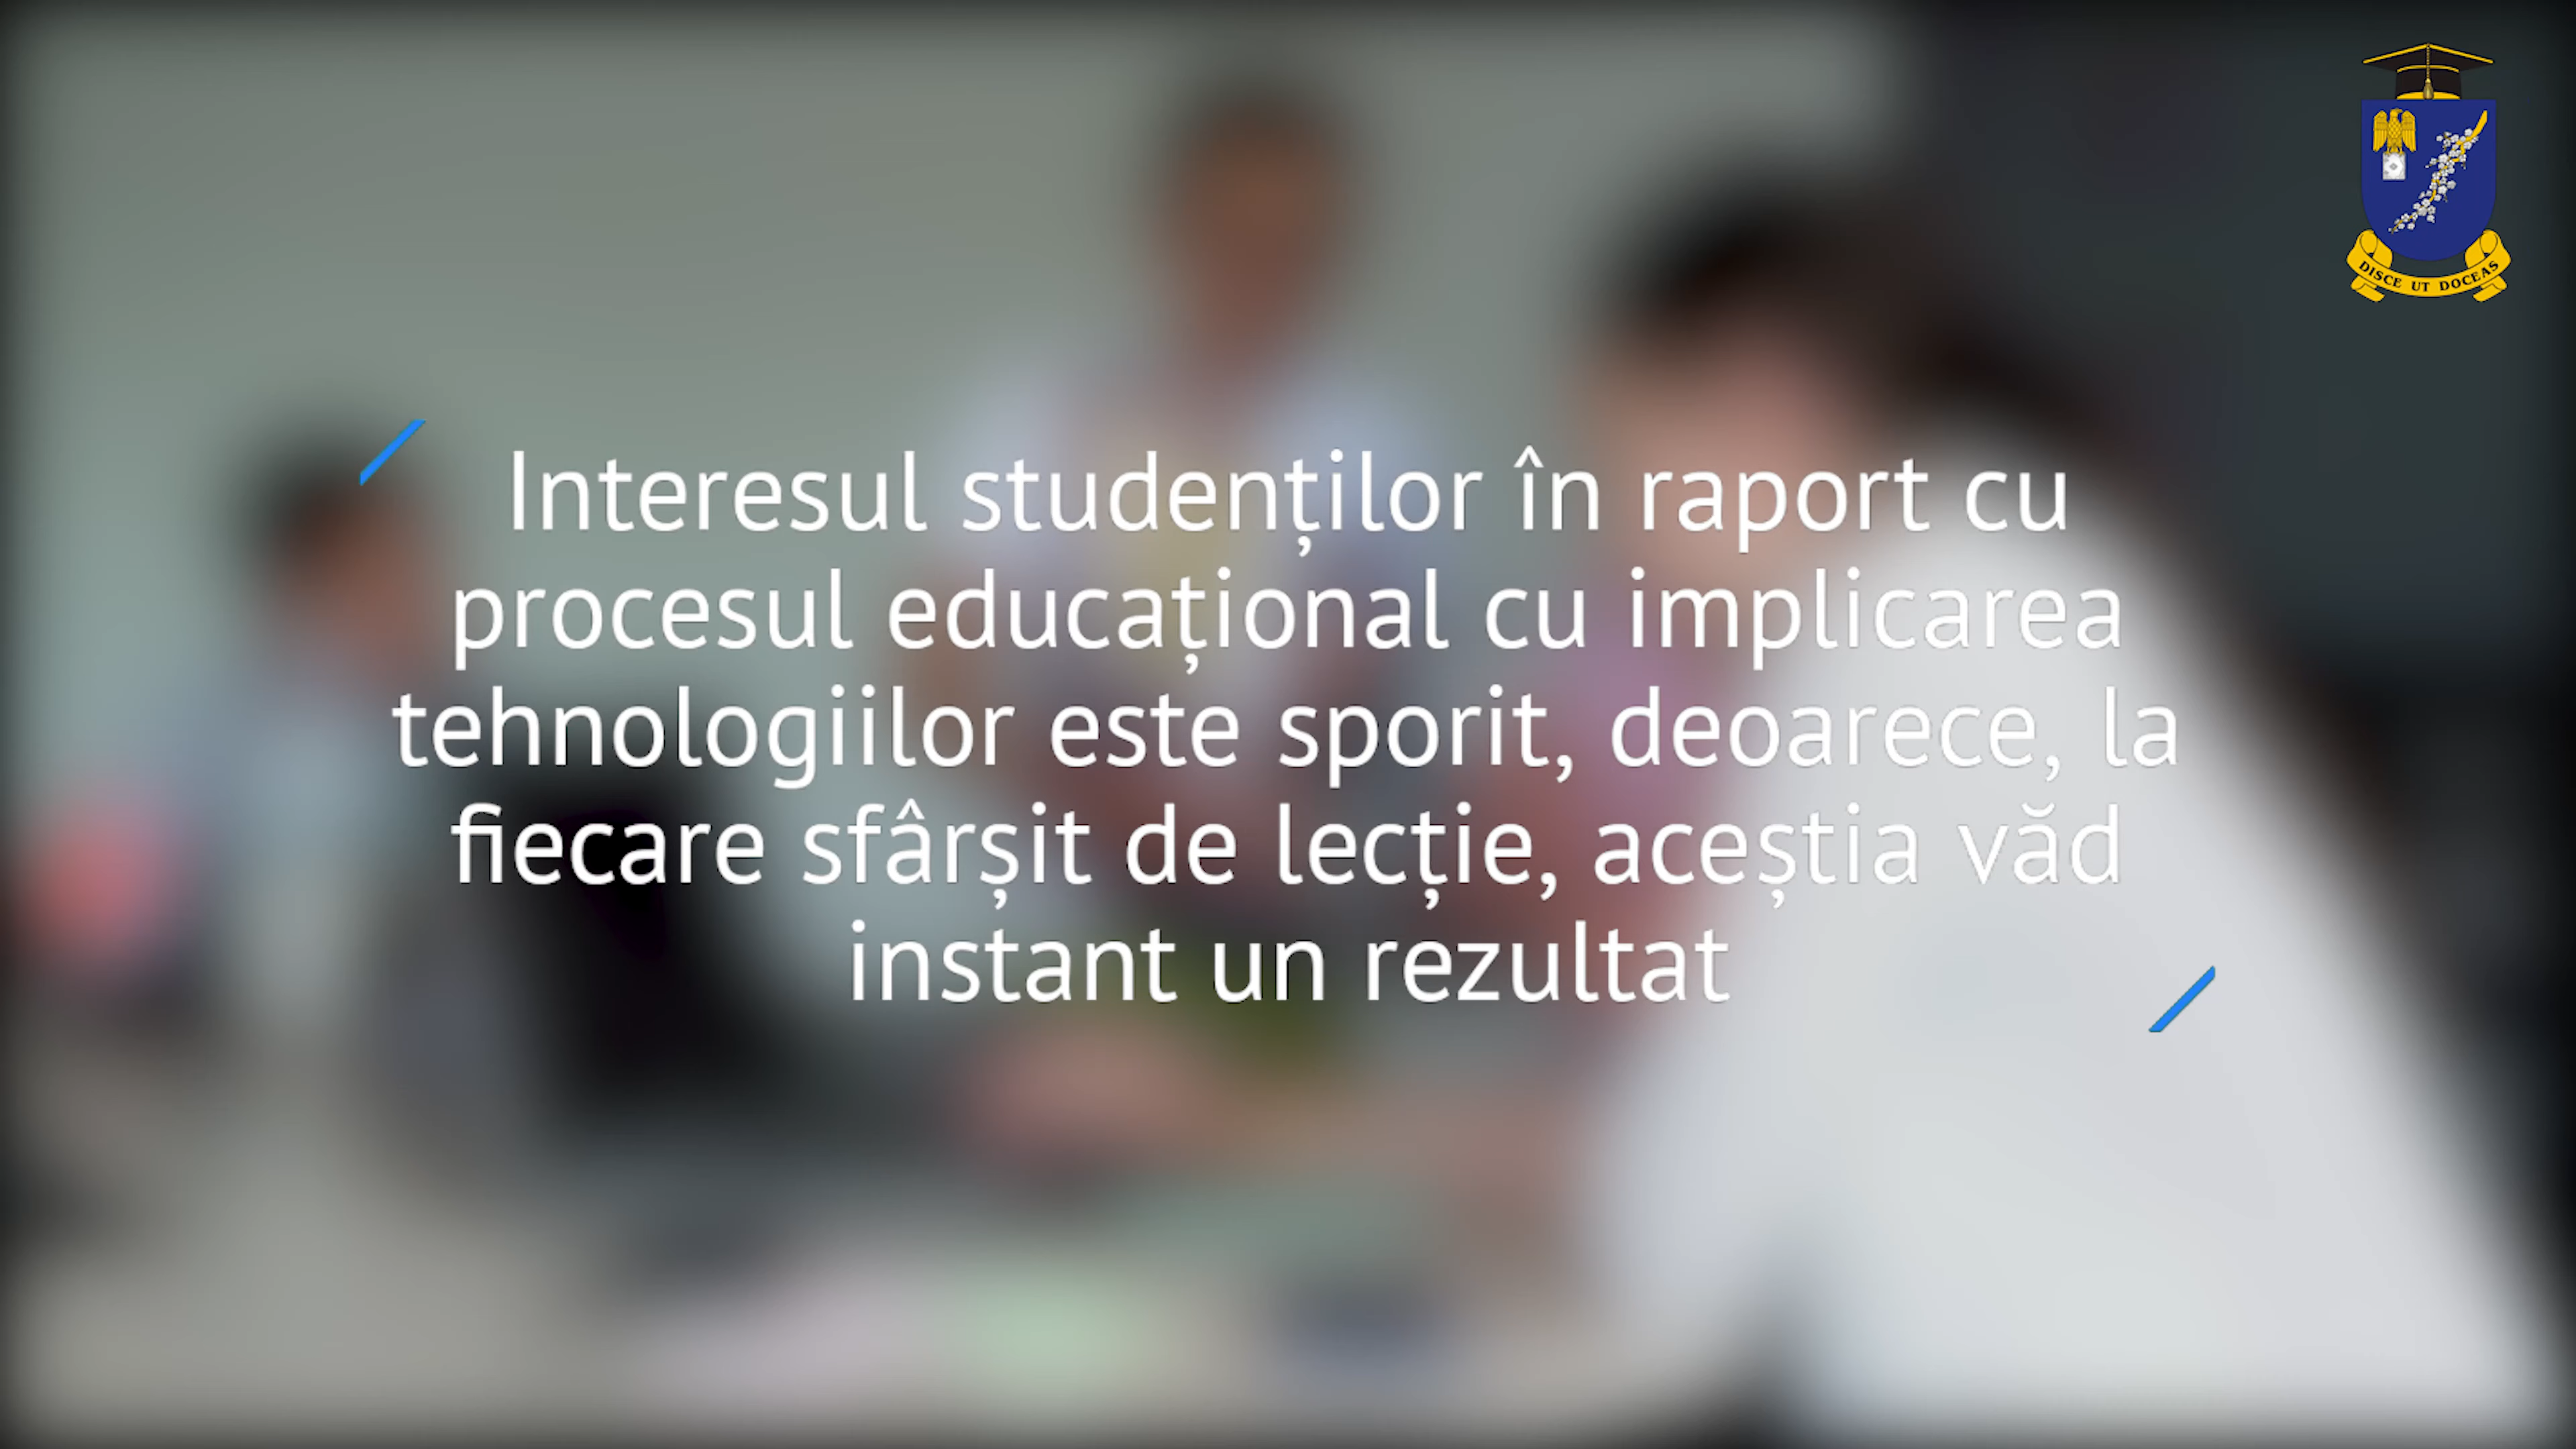 DISCE UT DOCEAS
Interesul studenților în raport cu
procesul educațional cu implicarea
tehnologiilor este sporit, deoarece, la
fiecare sfârșit de lecție, aceștia văd
instant un rezultat